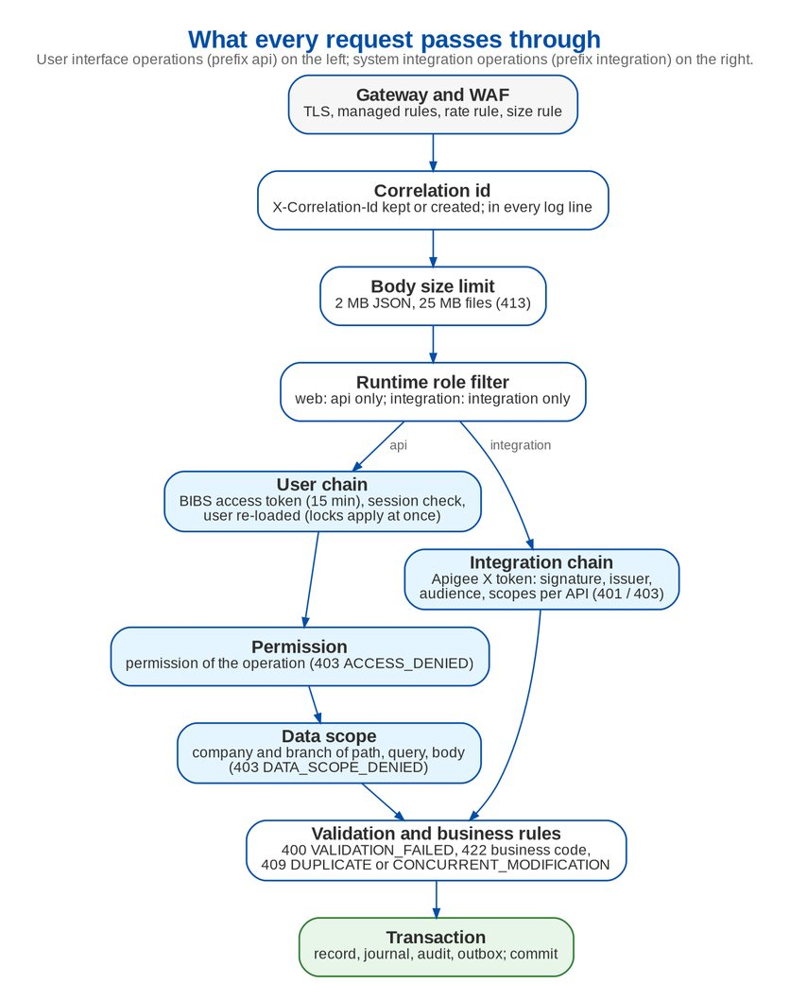 What every request passes through
User interface operations (prefix api) on the left; system integration operations (prefix integration) on the right.
Gateway and WAF
TLS, managed rules, rate rule, size rule
Correlation id
X-Correlation-Id kept or created; in every log line
Body size limit
2 MB JSON, 25 MB files (413)
Runtime role filter
web: api only; integration: integration only
api
integration
User chain
BIBS access token (15 min), session check,
user re-loaded (locks apply at once)
Integration chain
Apigee X token: signature, issuer,
audience, scopes per API (401 / 403)
Permission
permission of the operation (403 ACCESS_DENIED)
Data scope
company and branch of path, query, body
(403 DATA_SCOPE_DENIED)
Validation and business rules
400 VALIDATION_FAILED, 422 business code,
409 DUPLICATE or CONCURRENT_MODIFICATION
Transaction
record, journal, audit, outbox; commit